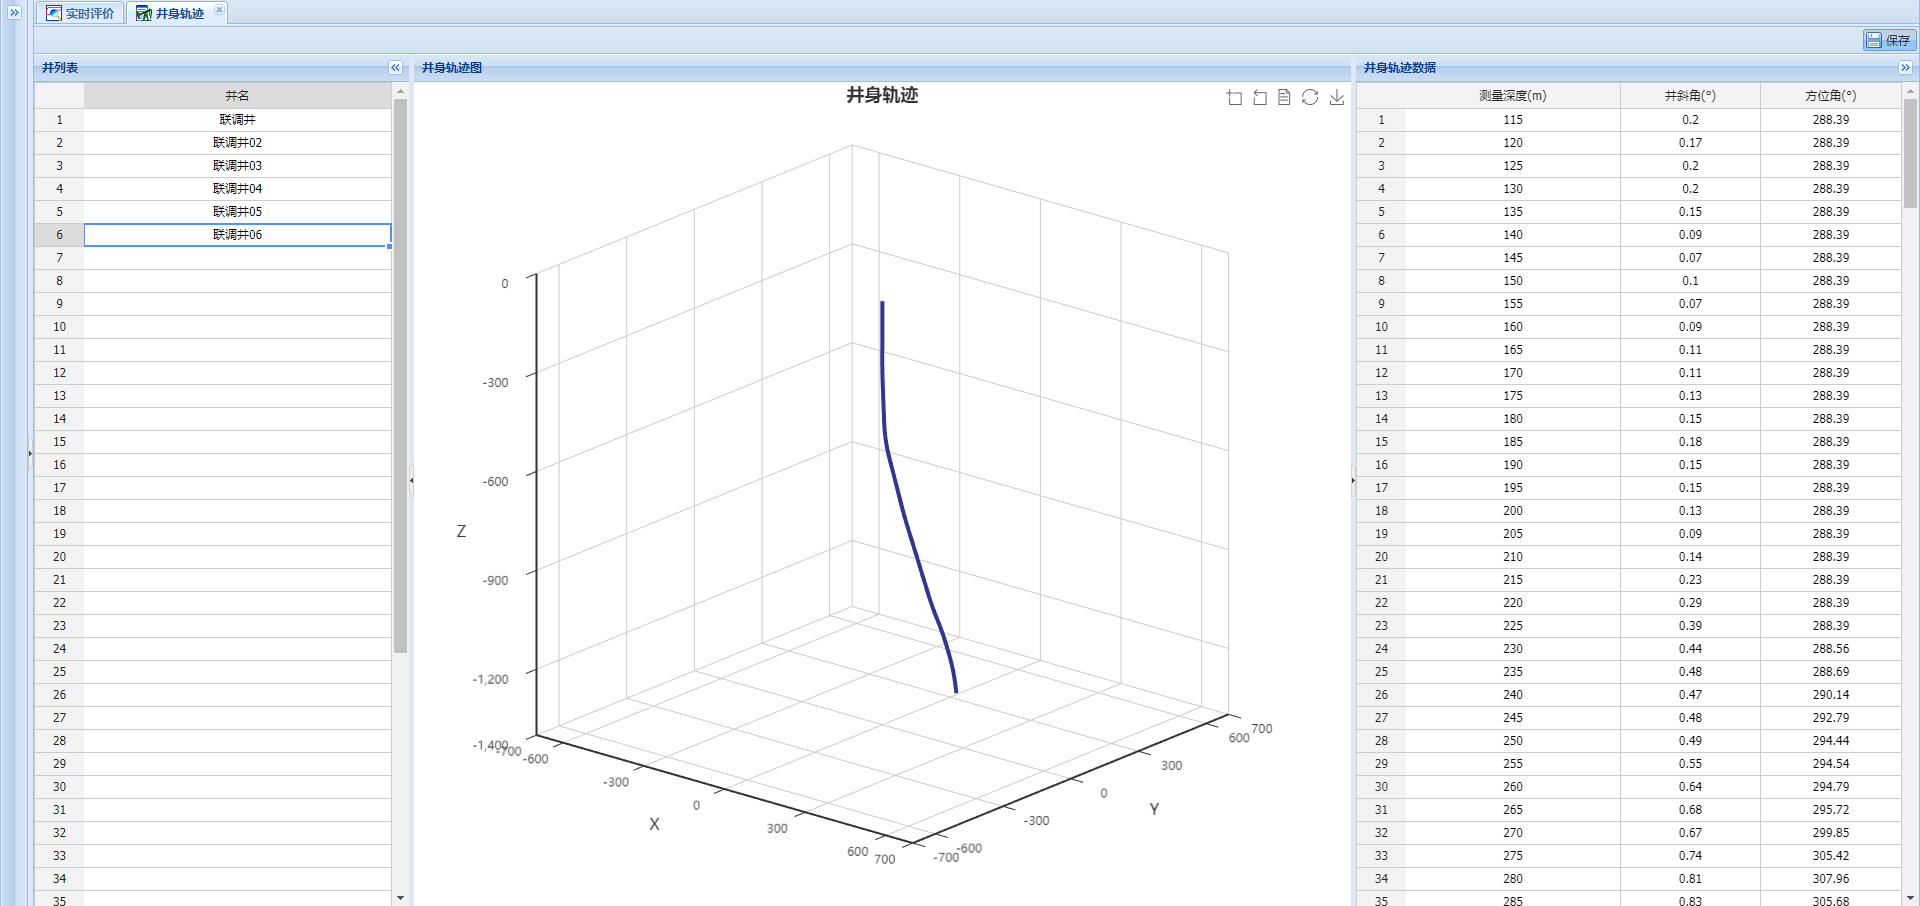 实时评价
井身轨迹
保存
井列表
井名
1 联调井
2 联调井02
3 联调井03
4 联调井04
5 联调井05
6 联调井06
7
8
9
10
11
12
13
14
15
16
17
18
19
20
21
22
23
24
25
26
27
28
29
30
31
32
33
34
35
井身轨迹图
井身轨迹
0
-300
-600
-900
-1,200
-1,400
Z
-700
-600
-300
0
300
600
700
X
-700
-600
-300
0
300
600
700
Y
井身轨迹数据
测量深度(m) 井斜角(°) 方位角(°)
1 115 0.2 288.39
2 120 0.17 288.39
3 125 0.2 288.39
4 130 0.2 288.39
5 135 0.15 288.39
6 140 0.09 288.39
7 145 0.07 288.39
8 150 0.1 288.39
9 155 0.07 288.39
10 160 0.09 288.39
11 165 0.11 288.39
12 170 0.11 288.39
13 175 0.13 288.39
14 180 0.15 288.39
15 185 0.18 288.39
16 190 0.15 288.39
17 195 0.15 288.39
18 200 0.13 288.39
19 205 0.09 288.39
20 210 0.14 288.39
21 215 0.23 288.39
22 220 0.29 288.39
23 225 0.39 288.39
24 230 0.44 288.56
25 235 0.48 288.69
26 240 0.47 290.14
27 245 0.48 292.79
28 250 0.49 294.44
29 255 0.55 294.54
30 260 0.64 294.79
31 265 0.68 295.72
32 270 0.67 299.85
33 275 0.74 305.42
34 280 0.81 307.96
35 285 0.83 305.68